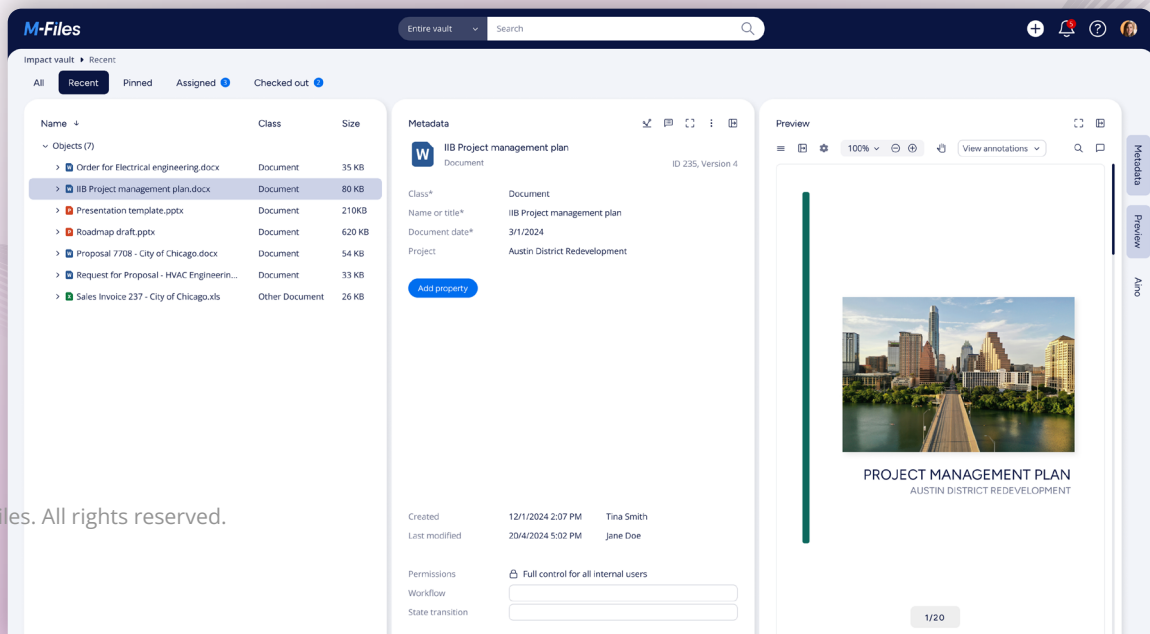 M-Files
Entire vault
Search
5
Impact vault Recent
All Recent Pinned Assigned 3 Checked out 2
Name Class Size
Objects (7)
Order for Electrical engineering.docx Document 35 KB
IIB Project management plan.docx Document 80 KB
Presentation template.pptx Document 210KB
Roadmap draft.pptx Document 620 KB
Proposal 7708 - City of Chicago.docx Document 54 KB
Request for Proposal - HVAC Engineerin... Document 33 KB
Sales Invoice 237 - City of Chicago.xls Other Document 26 KB
iles. All rights reserved.
Metadata
W
IIB Project management plan
Document
ID 235, Version 4
Class* Document
Name or title* IIB Project management plan
Document date* 3/1/2024
Project Austin District Redevelopment
Add property
Created 12/1/2024 2:07 PM Tina Smith
Last modified 20/4/2024 5:02 PM Jane Doe
Permissions Full control for all internal users
Workflow
State transition
Preview
100%
View annotations
PROJECT MANAGEMENT PLAN
AUSTIN DISTRICT REDEVELOPMENT
1/20
Metadata
Preview
Aino